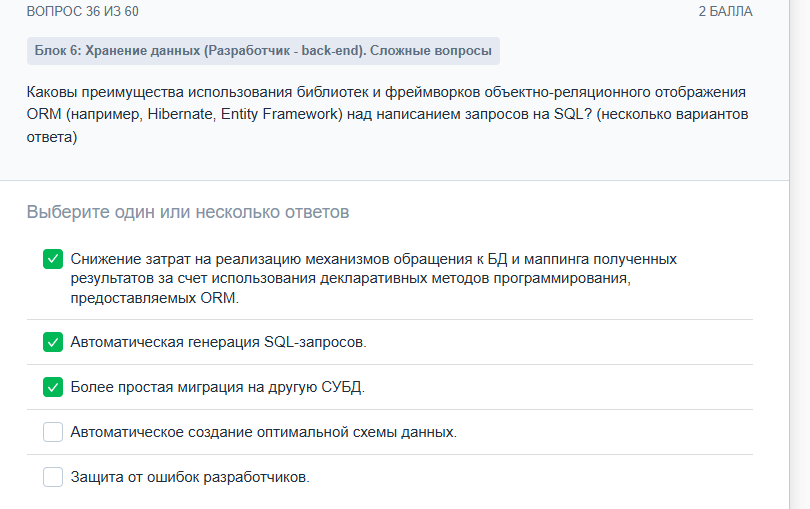 ВОПРОС 36 ИЗ 60
2 БАЛЛА
Блок 6: Хранение данных (Разработчик - back-end). Сложные вопросы
Каковы преимущества использования библиотек и фреймворков объектно-реляционного отображения
ORM (например, Hibernate, Entity Framework) над написанием запросов на SQL? (несколько вариантов
ответа)
Выберите один или несколько ответов
Снижение затрат на реализацию механизмов обращения к БД и маппинга полученных
результатов за счет использования декларативных методов программирования,
предоставляемых ORM.
Автоматическая генерация SQL-запросов.
Более простая миграция на другую СУБД.
Автоматическое создание оптимальной схемы данных.
Защита от ошибок разработчиков.